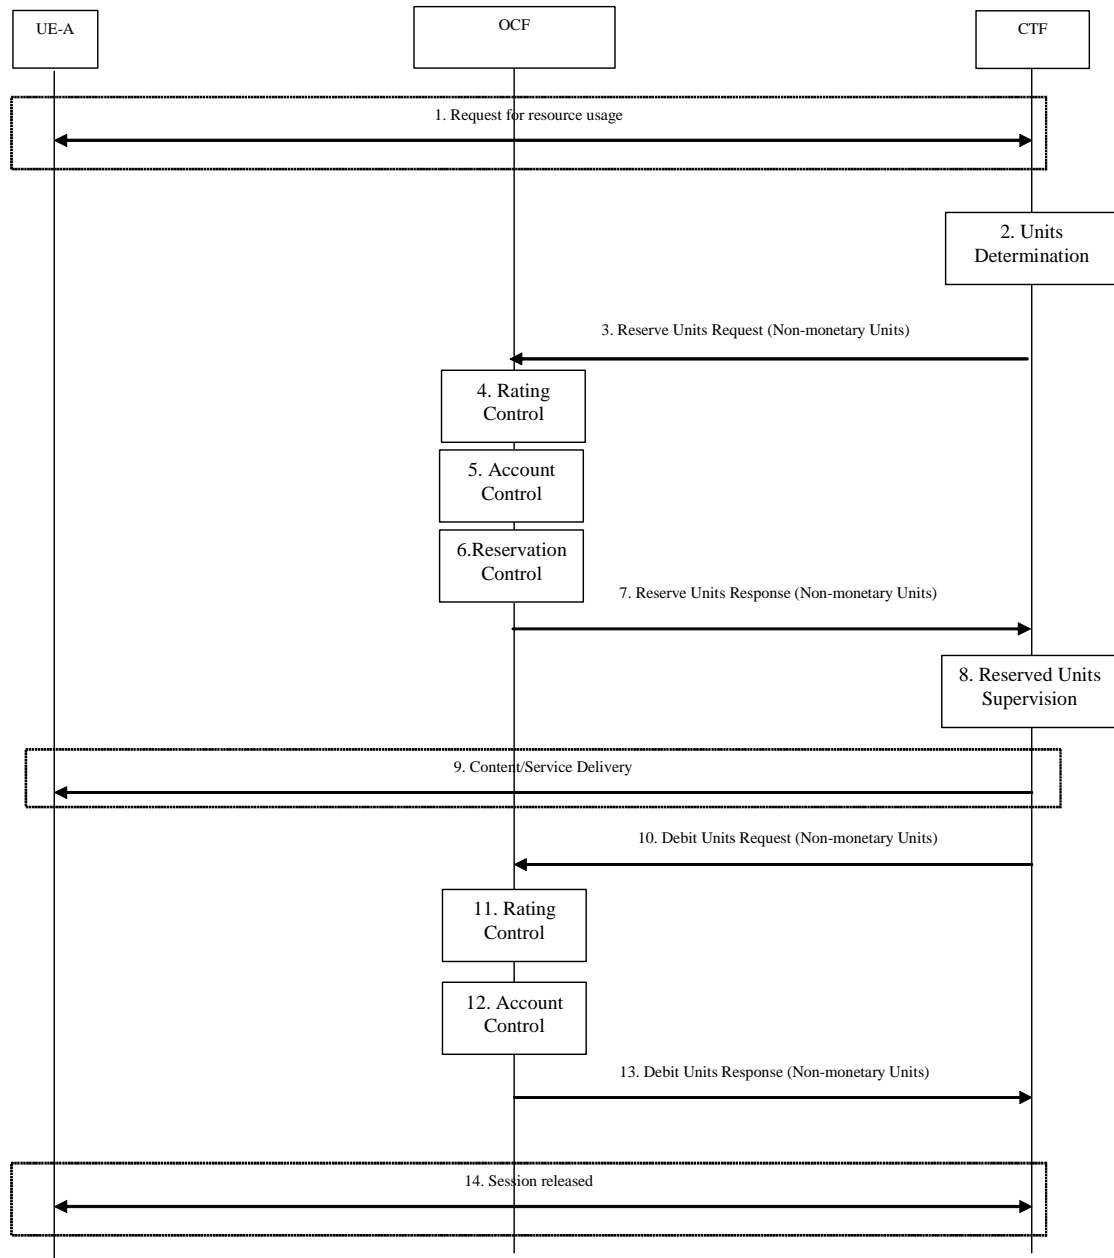 UE-A
OCF
CTF
1. Request for resource usage
2. Units
Determination
3. Reserve Units Request (Non-monetary Units)
4. Rating
Control
5. Account
Control
6.Reservation
Control
7. Reserve Units Response (Non-monetary Units)
8. Reserved Units
Supervision
9. Content/Service Delivery
10. Debit Units Request (Non-monetary Units)
11. Rating
Control
12. Account
Control
13. Debit Units Response (Non-monetary Units)
14. Session released